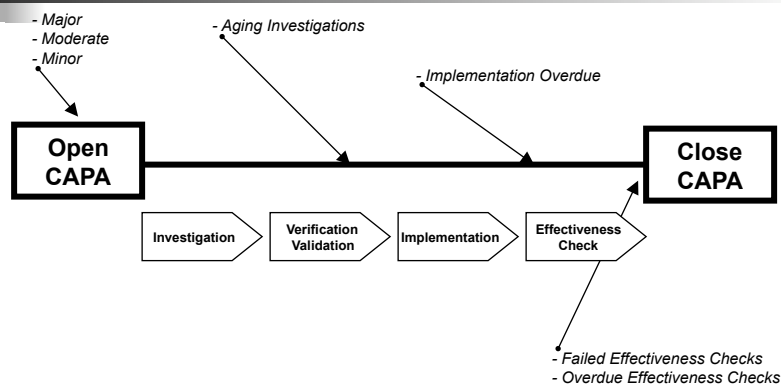 - Major
- Moderate
- Minor
- Aging Investigations
- Implementation Overdue
Open
CAPA
Close
CAPA
Investigation
Verification
Validation
Implementation
Effectiveness
Check
- Failed Effectiveness Checks
- Overdue Effectiveness Checks